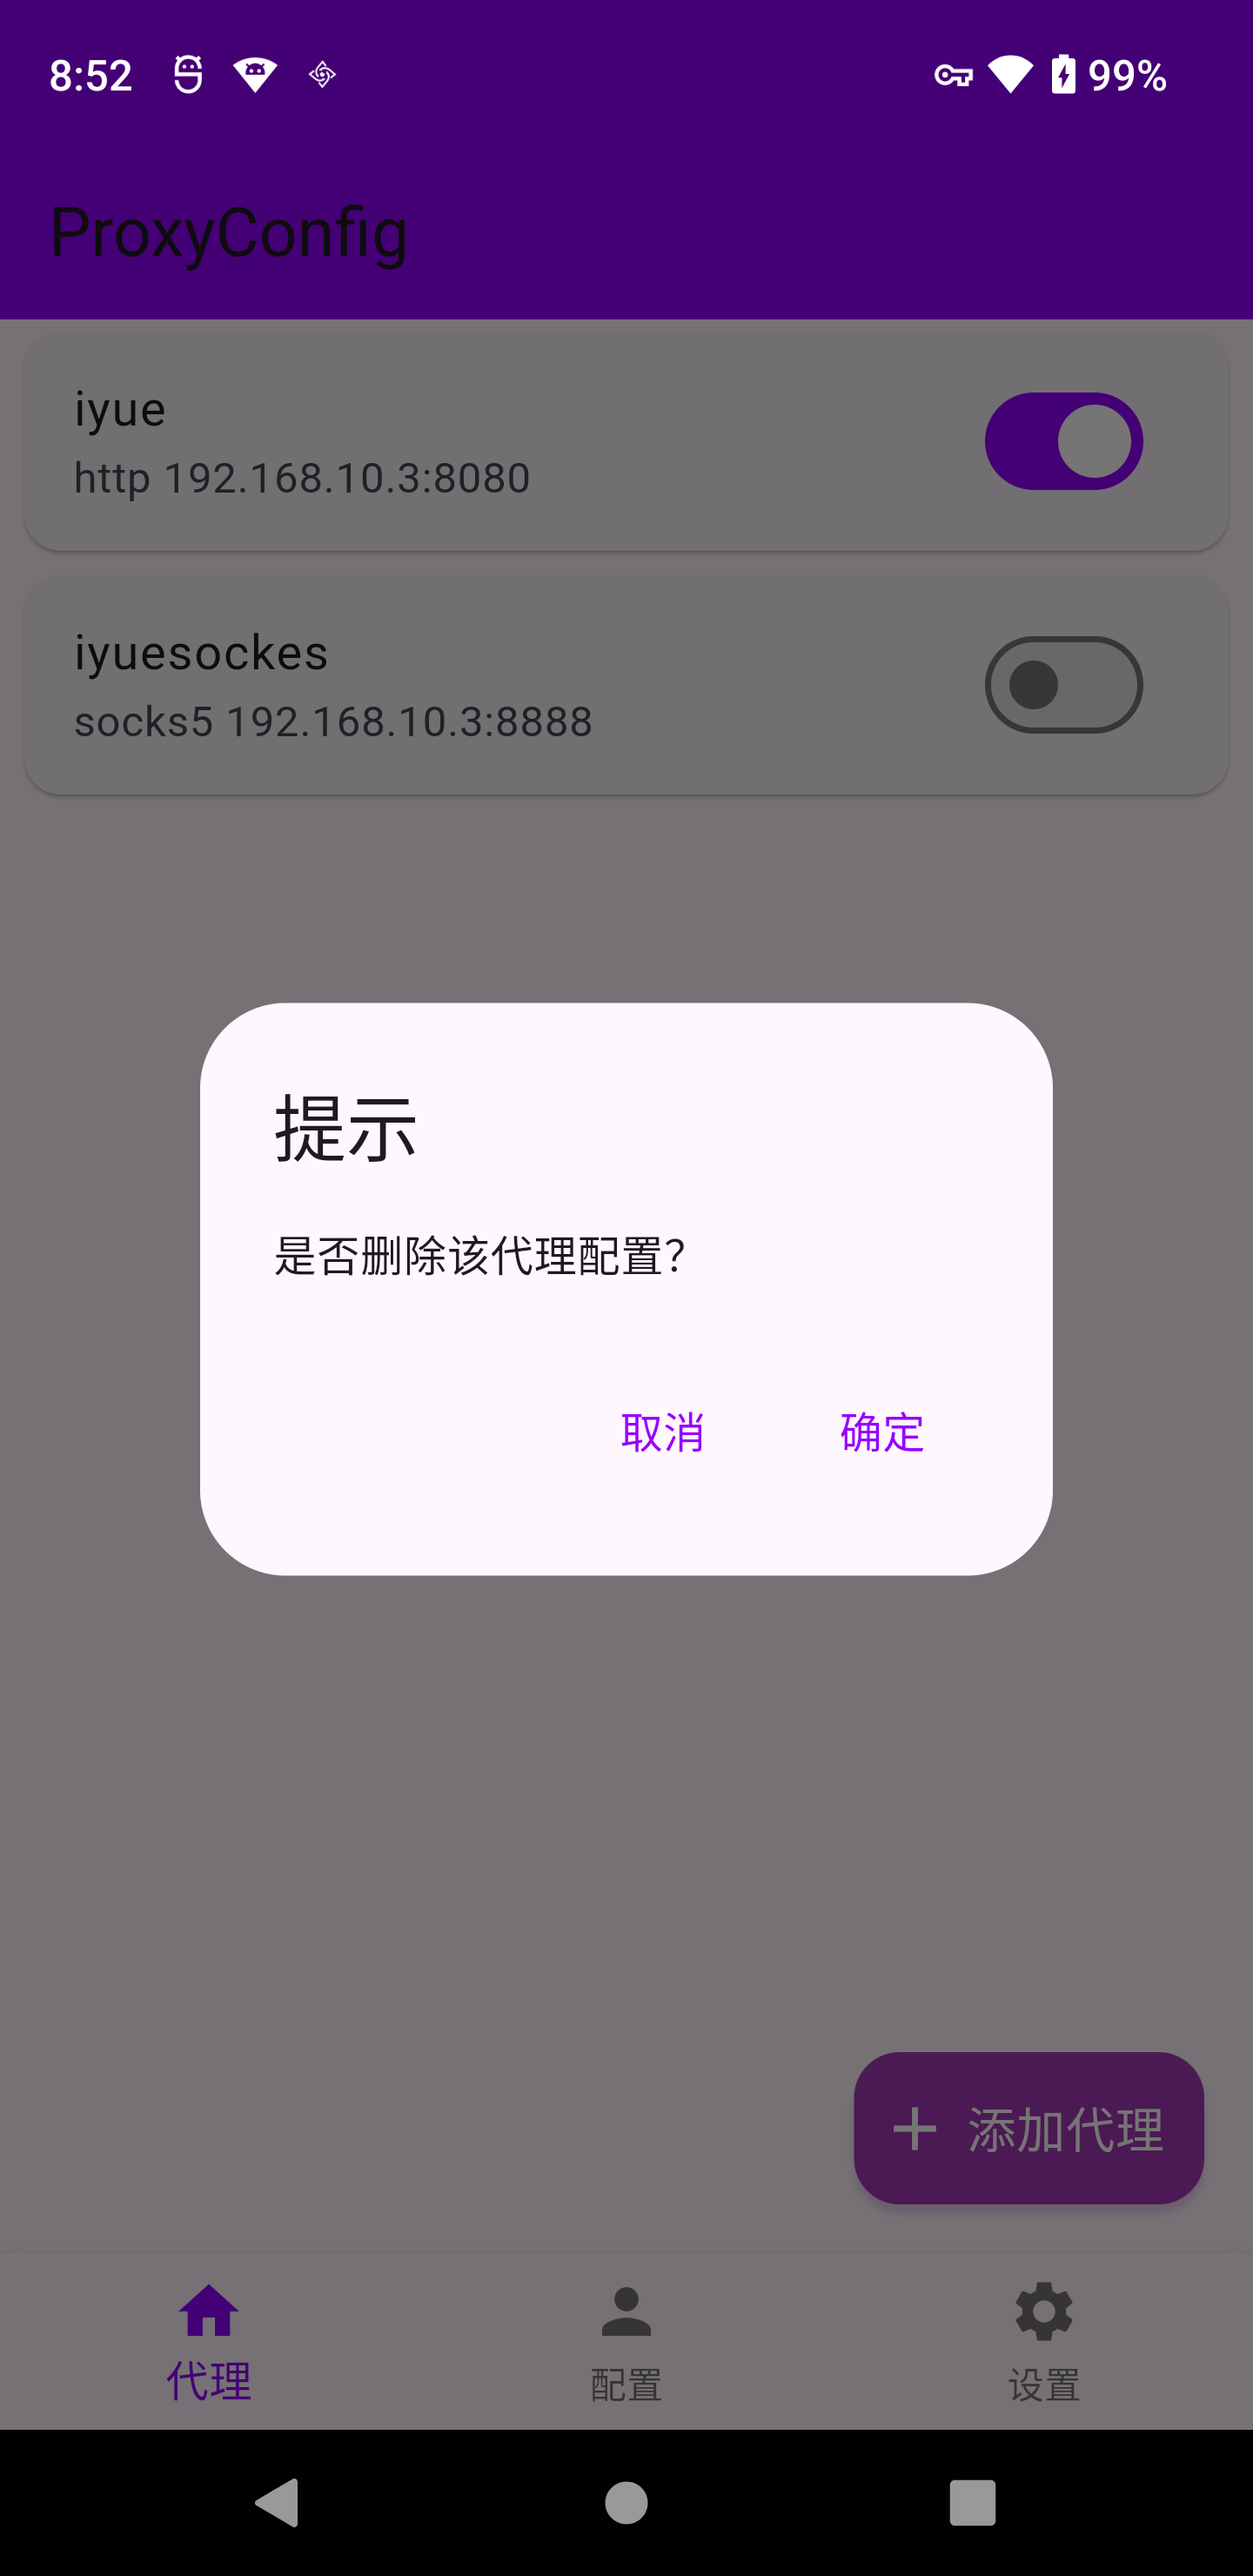 8:52
99%
ProxyConfig
iyue
http 192.168.10.3:8080
iyuesockes
socks5 192.168.10.3:8888
提示
是否删除该代理配置?
取消 确定
添加代理
代理 配置 设置